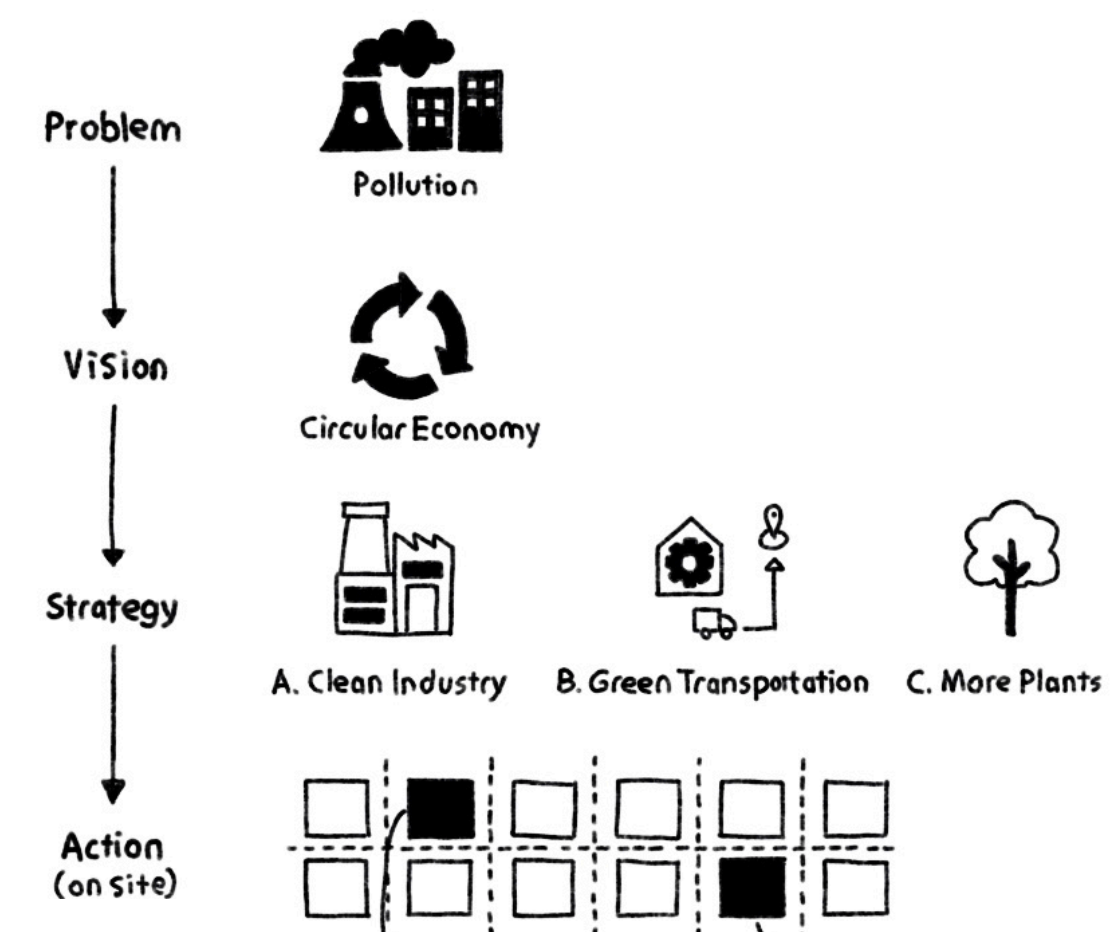 Problem
Pollution
Vision
Circular Economy
Strategy
A. Clean Industry
B. Green Transportation
C. More Plants
Action
(on site)